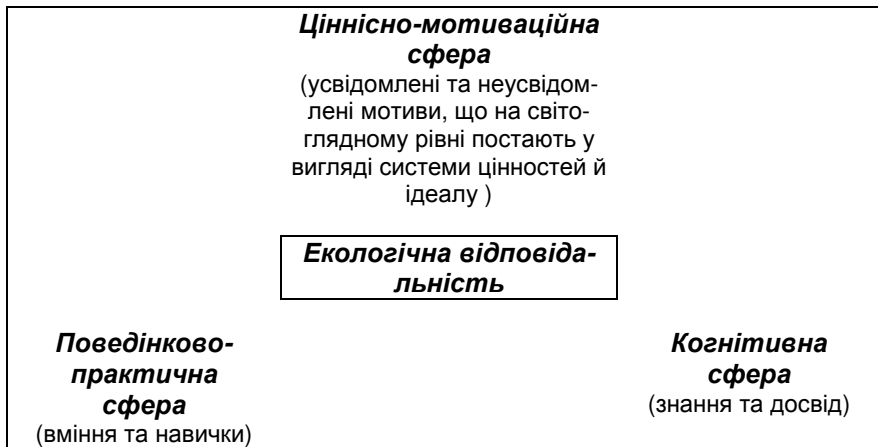 Ціннісно-мотиваційна
сфера
(усвідомлені та неусвідом-
лені мотиви, що на світо-
глядному рівні постають у
вигляді системи цінностей й
ідеалу )
Екологічна відповіда-
льність
Поведінково-
практична
сфера
(вміння та навички)
Когнітивна
сфера
(знання та досвід)